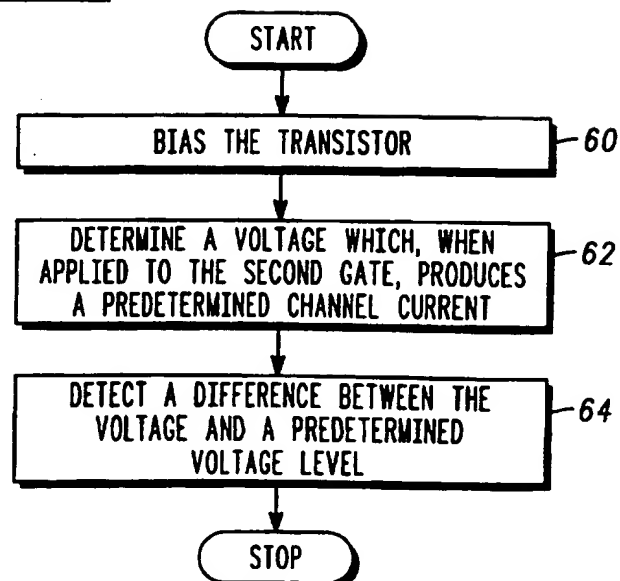 START
BIAS THE TRANSISTOR
60
DETERMINE A VOLTAGE WHICH, WHEN
APPLIED TO THE SECOND GATE, PRODUCES
A PREDETERMINED CHANNEL CURRENT
62
DETECT A DIFFERENCE BETWEEN THE
VOLTAGE AND A PREDETERMINED
VOLTAGE LEVEL
64
STOP